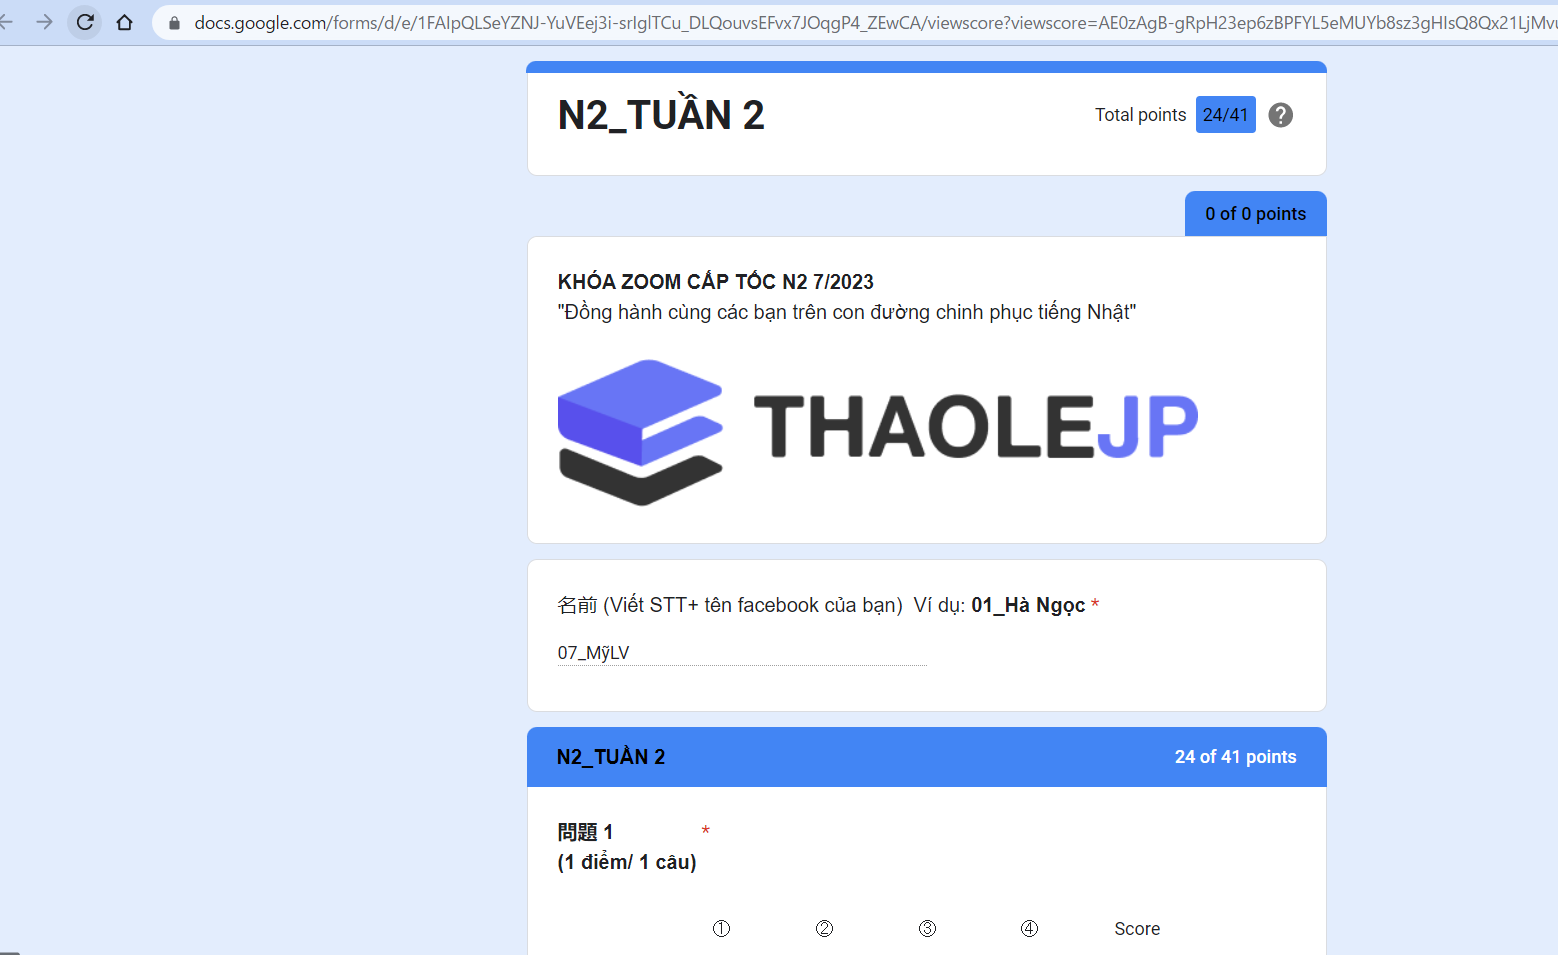 docs.google.com/forms/d/e/1FAIpQLSeYZNJ-YuVEej3i-srIglTCu_DLQouvsEFvx7JOqgP4_ZEwCA/viewscore?viewscore=AE0zAgB-gRpH23ep6zBPFYL5eMUYb8sz3gHIsQ8Qx21LjMvu
N2_TUẦN 2
Total points 24/41
0 of 0 points
KHÓA ZOOM CẤP TỐC N2 7/2023
"Đồng hành cùng các bạn trên con đường chinh phục tiếng Nhật"
THAOLEJP
名前 (Viết STT+ tên facebook của bạn) Ví dụ: 01_Hà Ngọc *
07_MỹLV
N2_TUẦN 2 24 of 41 points
問題 1 *
(1 điểm/ 1 câu)
① ② ③ ④ Score